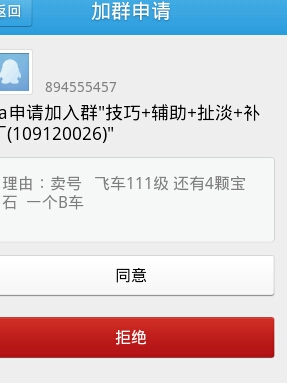 返回
加群申请
894555457
a申请加入群"技巧+辅助+扯淡+补
丁(109120026)"
理由：卖号 飞车111级 还有4颗宝
石 一个B车
同意
拒绝